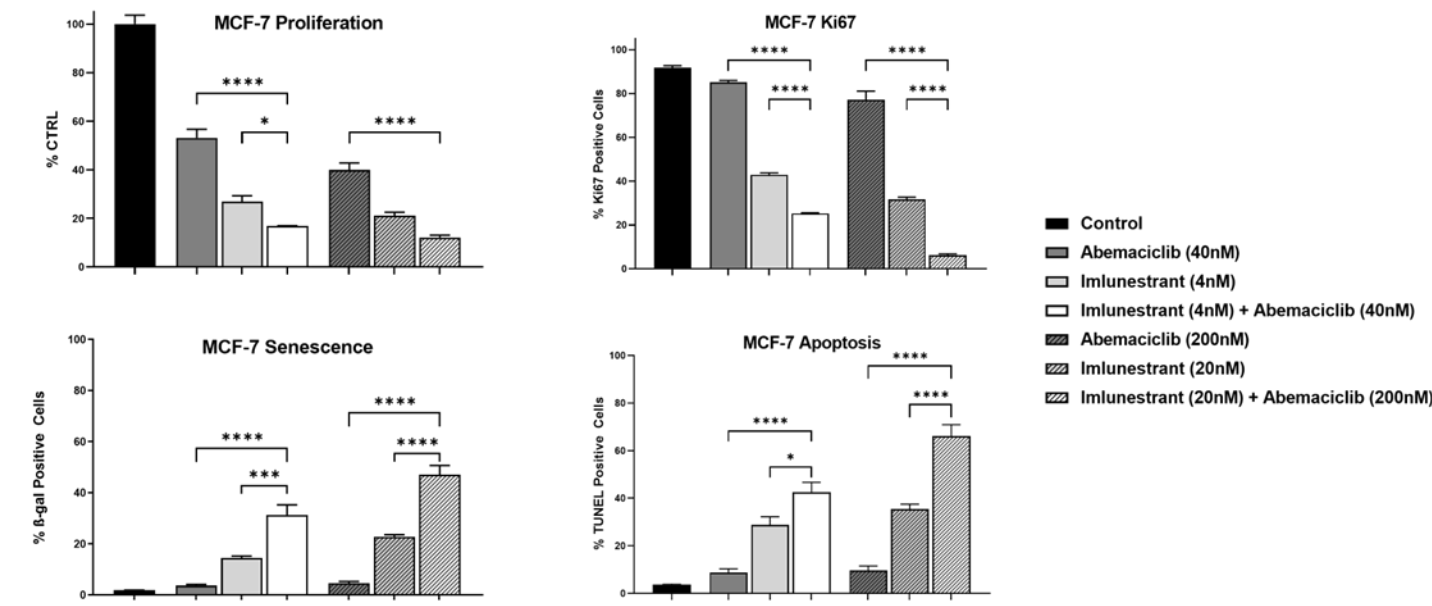 MCF-7 Proliferation
% CTRL
100
80
60
40
20
0
****
*
****
MCF-7 Ki67
% Ki67 Positive Cells
100
80
60
40
20
0
****
****
****
****
MCF-7 Senescence
% ß-gal Positive Cells
100
80
60
40
20
0
****
***
****
****
MCF-7 Apoptosis
% TUNEL Positive Cells
100
80
60
40
20
0
****
*
****
****
Control
Abemaciclib (40nM)
Imlunestrant (4nM)
Imlunestrant (4nM) + Abemaciclib (40nM)
Abemaciclib (200nM)
Imlunestrant (20nM)
Imlunestrant (20nM) + Abemaciclib (200nM)